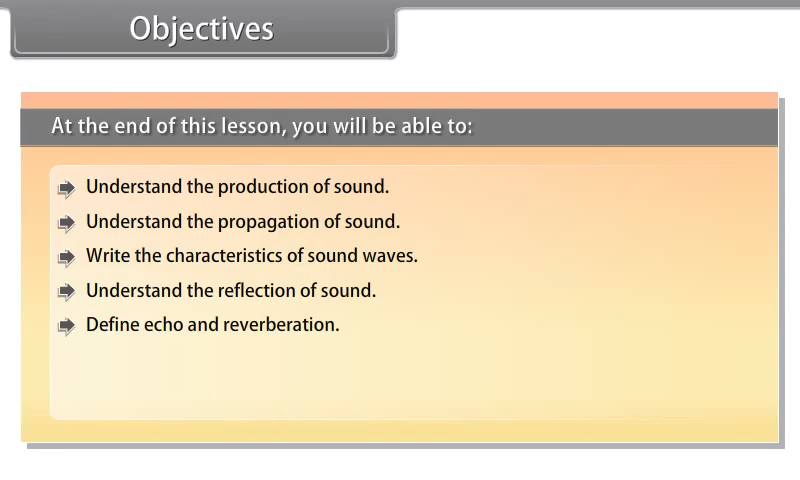 Objectives
At the end of this lesson, you will be able to:
Understand the production of sound.
Understand the propagation of sound.
Write the characteristics of sound waves.
Understand the reflection of sound.
Define echo and reverberation.